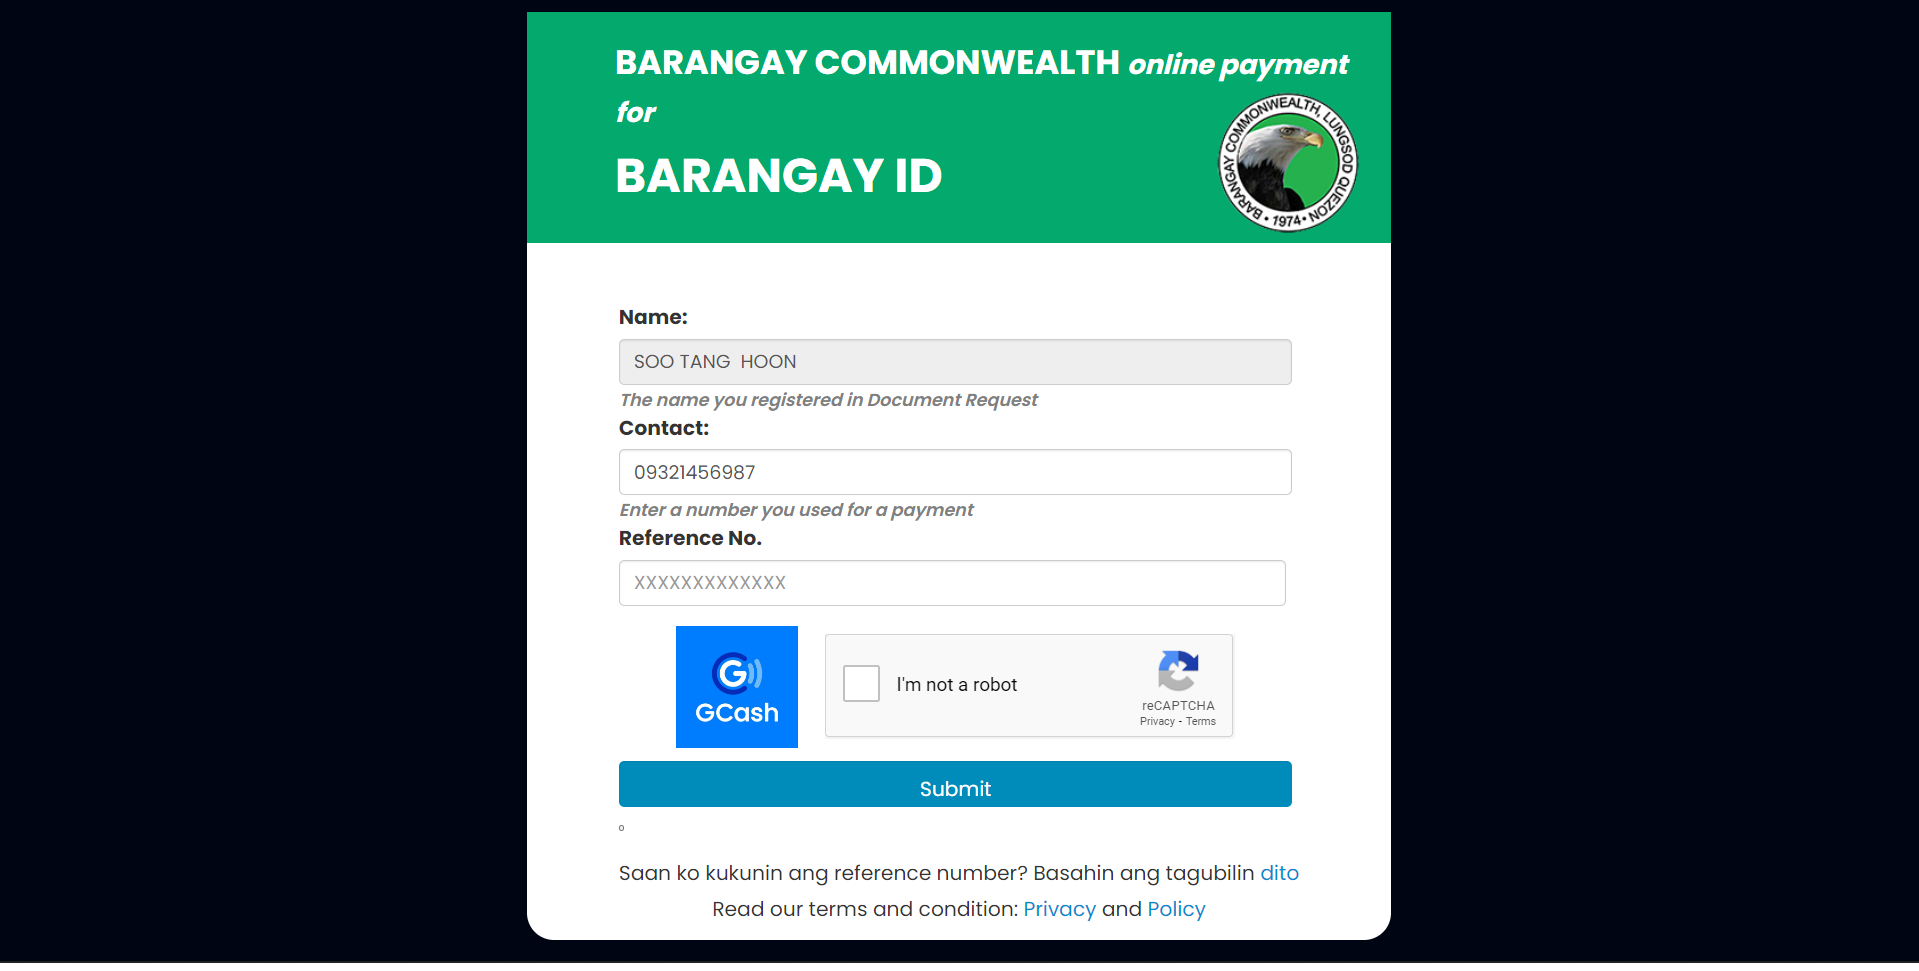 BARANGAY COMMONWEALTH online payment
for
BARANGAY ID
BARANGAY COMMONWEALTH, LUNGSOD QUEZON
• 1974 •
Name:
SOO TANG  HOON
The name you registered in Document Request
Contact:
09321456987
Enter a number you used for a payment
Reference No.
XXXXXXXXXXXXX
G
GCash
I'm not a robot
reCAPTCHA
Privacy - Terms
Submit
o
Saan ko kukunin ang reference number? Basahin ang tagubilin dito
Read our terms and condition: Privacy and Policy